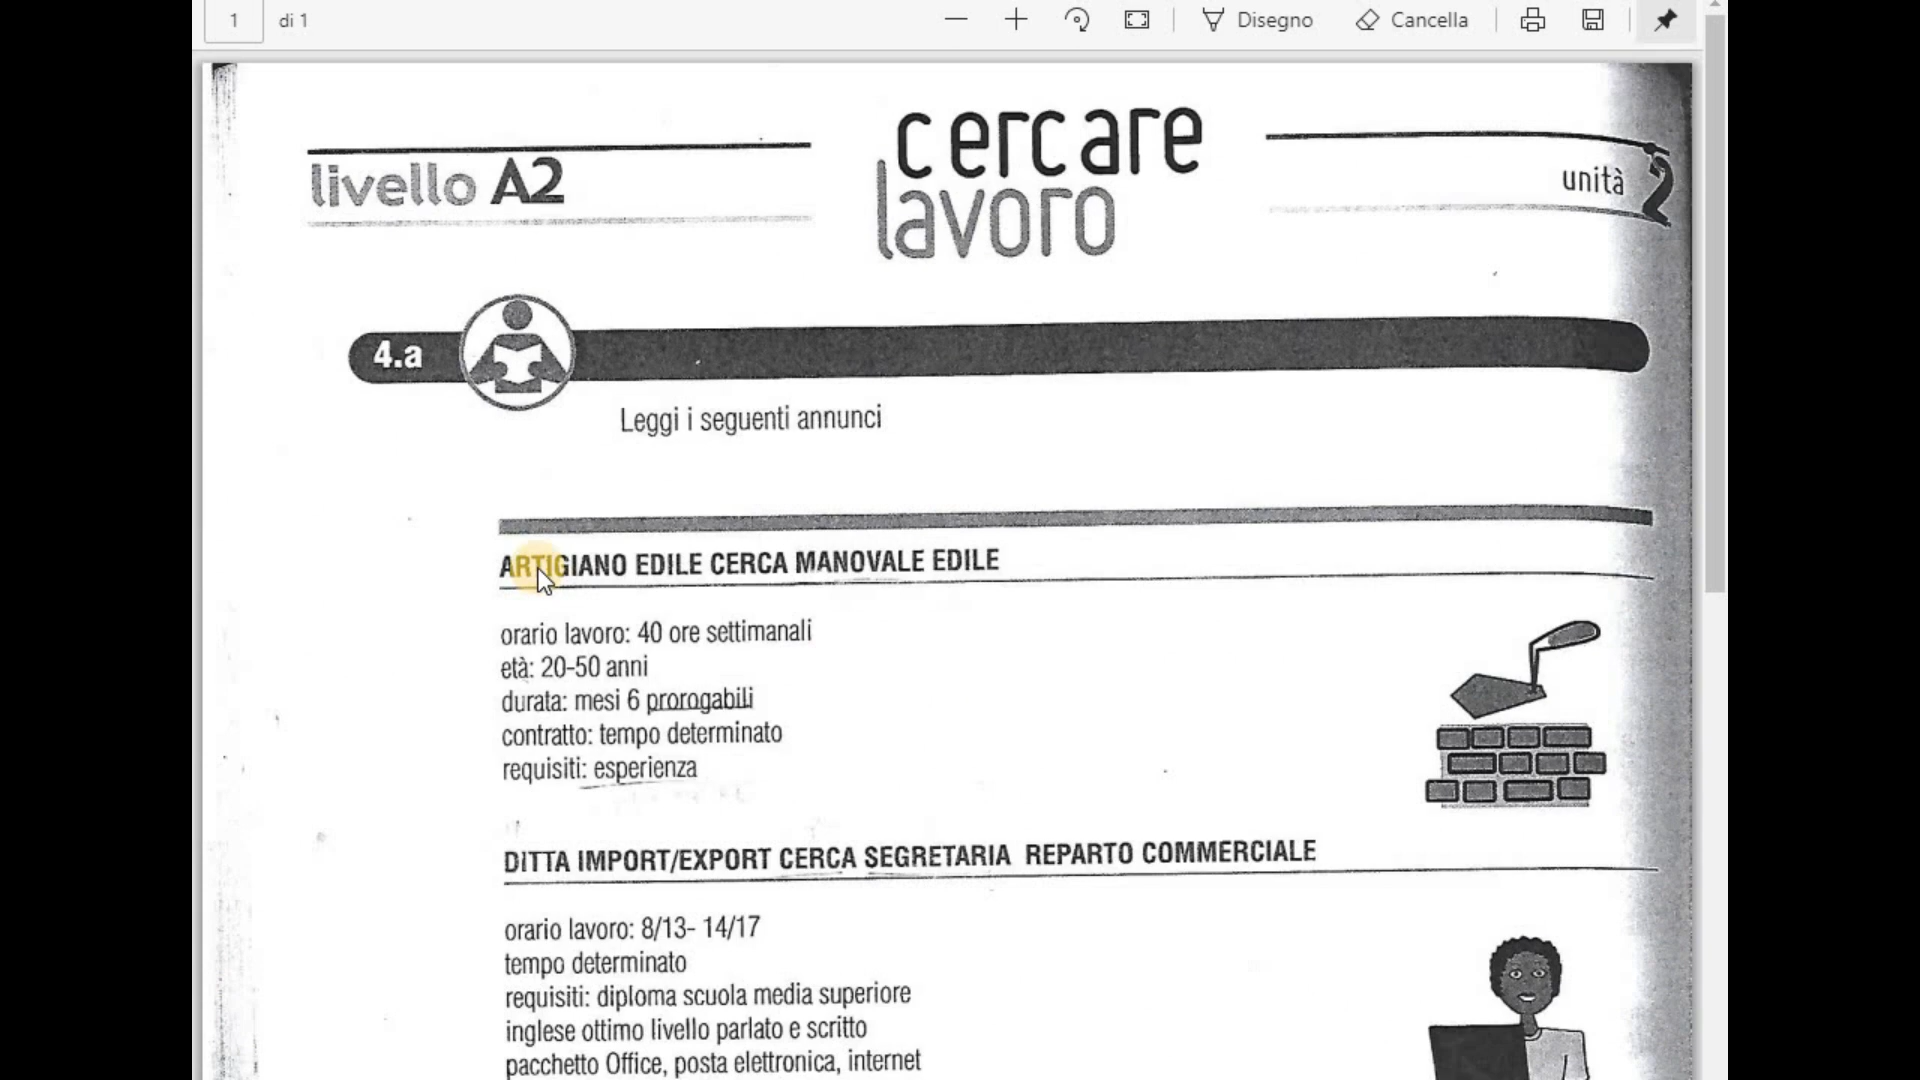 1 di 1 Disegno Cancella
livello A2
cercare
lavoro
unità 2
4.a
Leggi i seguenti annunci
ARTIGIANO EDILE CERCA MANOVALE EDILE
orario lavoro: 40 ore settimanali
età: 20-50 anni
durata: mesi 6 prorogabili
contratto: tempo determinato
requisiti: esperienza
DITTA IMPORT/EXPORT CERCA SEGRETARIA REPARTO COMMERCIALE
orario lavoro: 8/13- 14/17
tempo determinato
requisiti: diploma scuola media superiore
inglese ottimo livello parlato e scritto
pacchetto Office, posta elettronica, internet